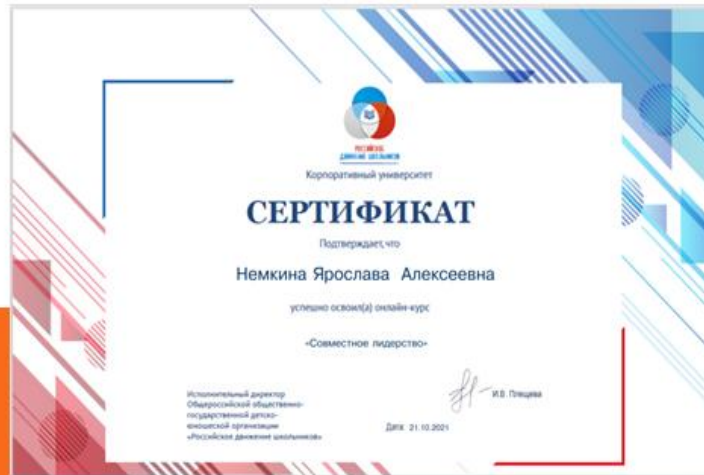 РОССИЙСКОЕ
ДВИЖЕНИЕ ШКОЛЬНИКОВ
Корпоративный университет
СЕРТИФИКАТ
Подтверждает, что
Немкина Ярослава Алексеевна
успешно освоил(а) онлайн-курс
«Совместное лидерство»
Исполнительный директор
Общероссийской общественно-
государственной детско-
юношеской организации
«Российское движение школьников»
И.В. Плещева
Дата 21.10.2021